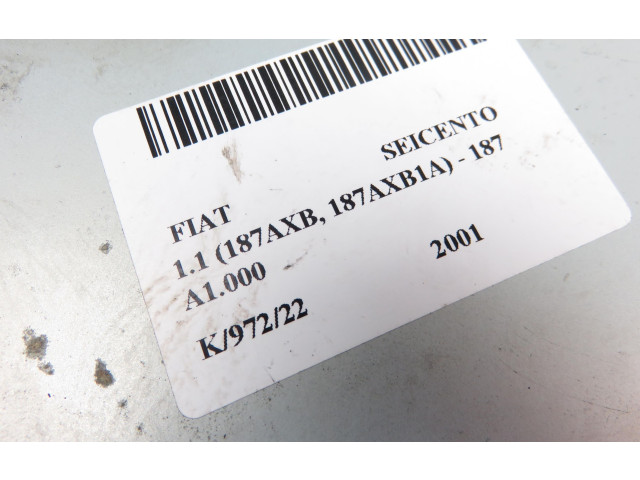 FIAT SEICENTO
1.1 (187AXB, 187AXB1A) - 187
A1.000 2001
K/972/22